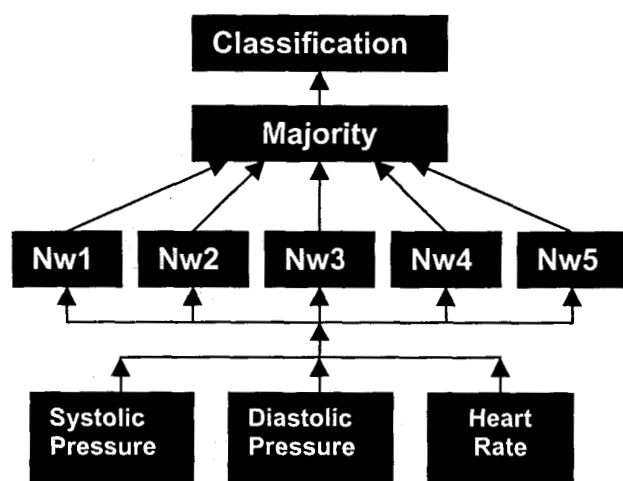 Classification
Majority
Nw1 Nw2 Nw3 Nw4 Nw5
Systolic
Pressure
Diastolic
Pressure
Heart
Rate